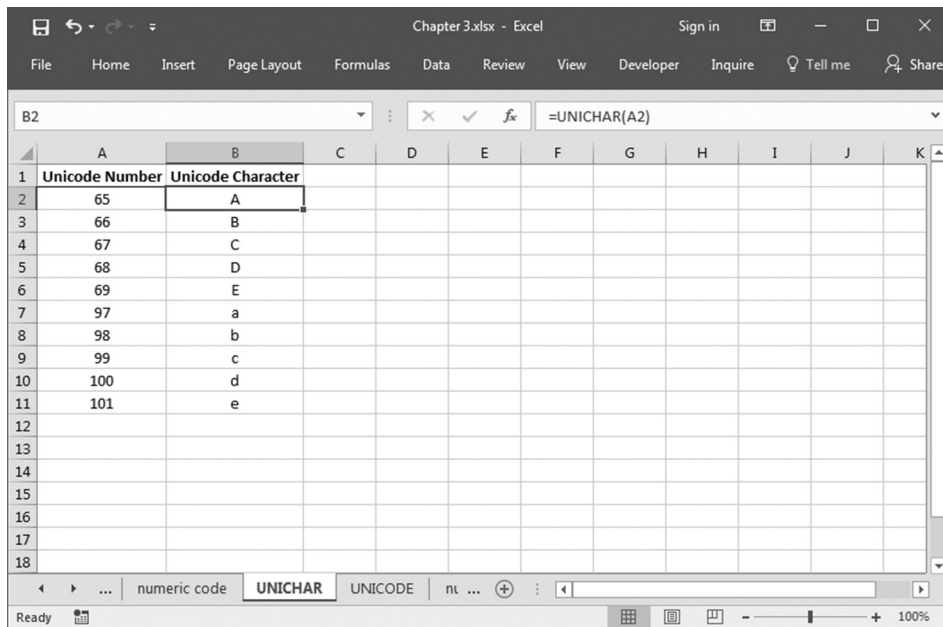 Chapter 3.xlsx - Excel Sign in
File Home Insert Page Layout Formulas Data Review View Developer Inquire Tell me Share
B2 fx =UNICHAR(A2)
A B C D E F G H I J K
1 Unicode Number Unicode Character
2 65 A
3 66 B
4 67 C
5 68 D
6 69 E
7 97 a
8 98 b
9 99 c
10 100 d
11 101 e
12
13
14
15
16
17
18
... numeric code UNICHAR UNICODE nu ...
Ready 100%